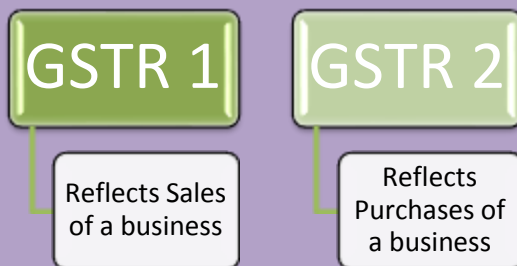 GSTR 1
GSTR 2
Reflects Sales
of a business
Reflects
Purchases of
a business